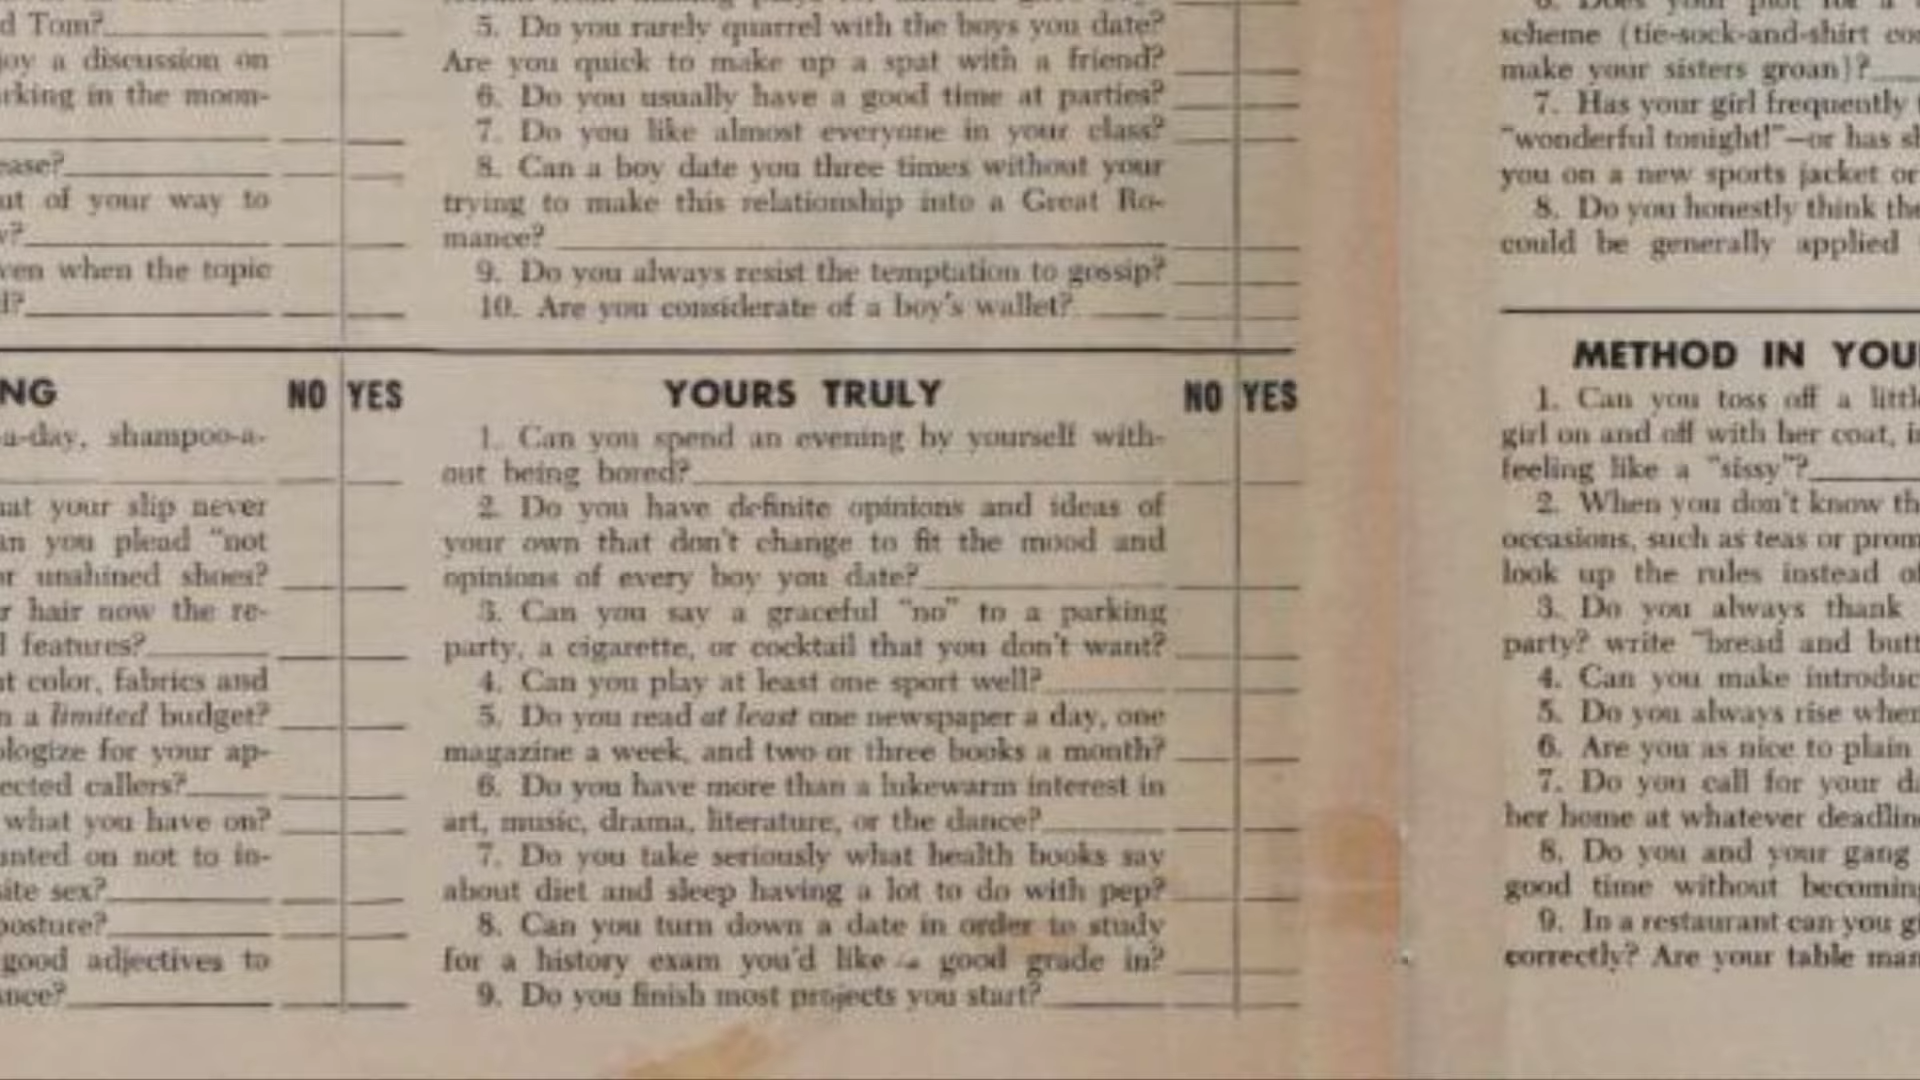 d Tom?
joy a discussion on
rking in the moon-
ease?
ut of your way to
w?
ven when the topic
d?
NG NO YES
a-day, shampoo-a-
hat your slip never
an you plead "not
or unshined shoes?
r hair now the re-
d features?
t color, fabrics and
n a limited budget?
ologize for your ap-
ected callers?
what you have on?
unted on not to in-
site sex?
posture?
good adjectives to
ance?
5. Do you rarely quarrel with the boys you date?
Are you quick to make up a spat with a friend?
6. Do you usually have a good time at parties?
7. Do you like almost everyone in your class?
8. Can a boy date you three times without your
trying to make this relationship into a Great Ro-
mance?
9. Do you always resist the temptation to gossip?
10. Are you considerate of a boy's wallet?
YOURS TRULY NO YES
1. Can you spend an evening by yourself with-
out being bored?
2. Do you have definite opinions and ideas of
your own that don't change to fit the mood and
opinions of every boy you date?
3. Can you say a graceful "no" to a parking
party, a cigarette, or cocktail that you don't want?
4. Can you play at least one sport well?
5. Do you read at least one newspaper a day, one
magazine a week, and two or three books a month?
6. Do you have more than a lukewarm interest in
art, music, drama, literature, or the dance?
7. Do you take seriously what health books say
about diet and sleep having a lot to do with pep?
8. Can you turn down a date in order to study
for a history exam you'd like a good grade in?
9. Do you finish most projects you start?
scheme (tie-sock-and-shirt co
make your sisters groan)?
7. Has your girl frequently
"wonderful tonight!"—or has sh
you on a new sports jacket or
8. Do you honestly think the
could be generally applied
METHOD IN YOU
1. Can you toss off a little
girl on and off with her coat, i
feeling like a "sissy"?
2. When you don't know th
occasions, such as teas or prom
look up the rules instead of
3. Do you always thank
party? write "bread and butt
4. Can you make introduc
5. Do you always rise when
6. Are you as nice to plain
7. Do you call for your da
her home at whatever deadline
8. Do you and your gang
good time without becoming
9. In a restaurant can you g
correctly? Are your table man